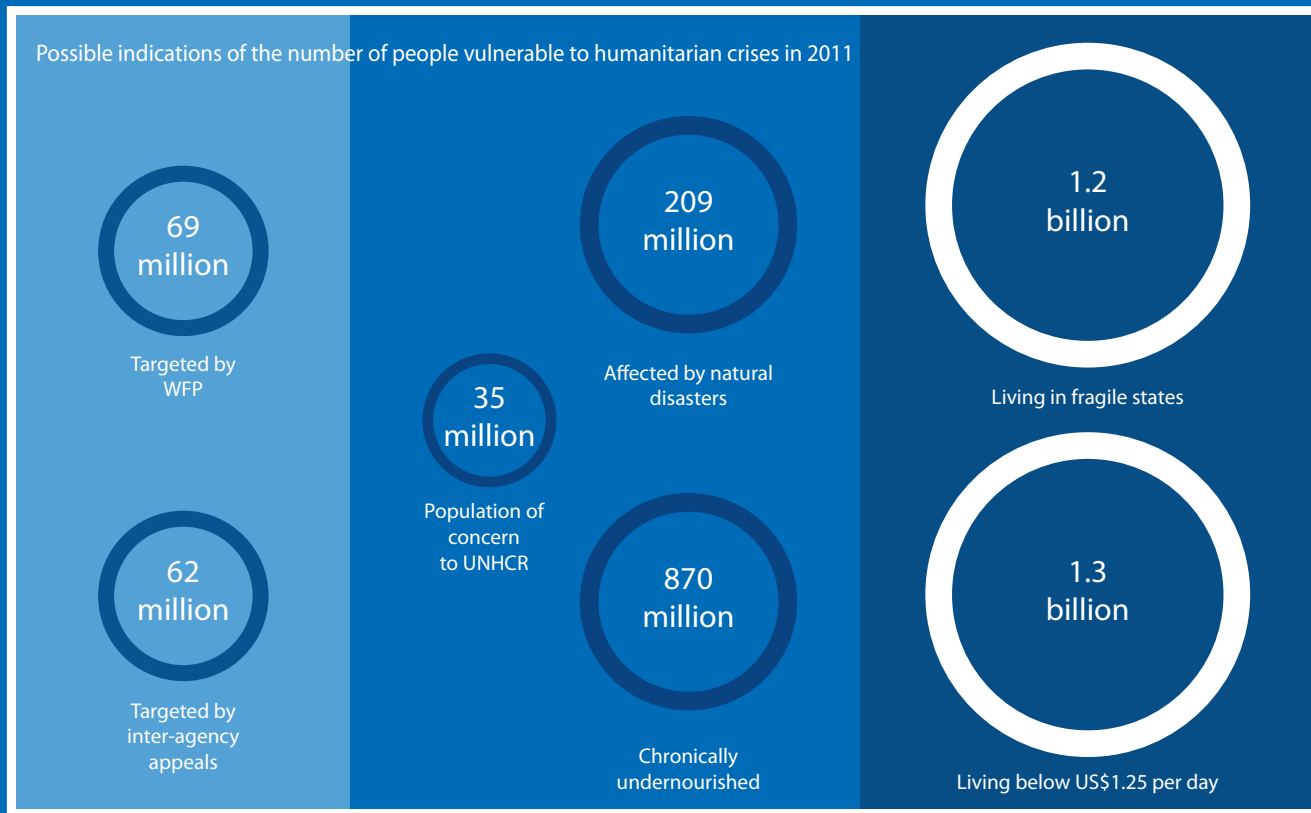 Possible indications of the number of people vulnerable to humanitarian crises in 2011
69
million
Targeted by
WFP
62
million
Targeted by
inter-agency
appeals
35
million
Population of
concern
to UNHCR
209
million
Affected by natural
disasters
870
million
Chronically
undernourished
1.2
billion
Living in fragile states
1.3
billion
Living below US$1.25 per day